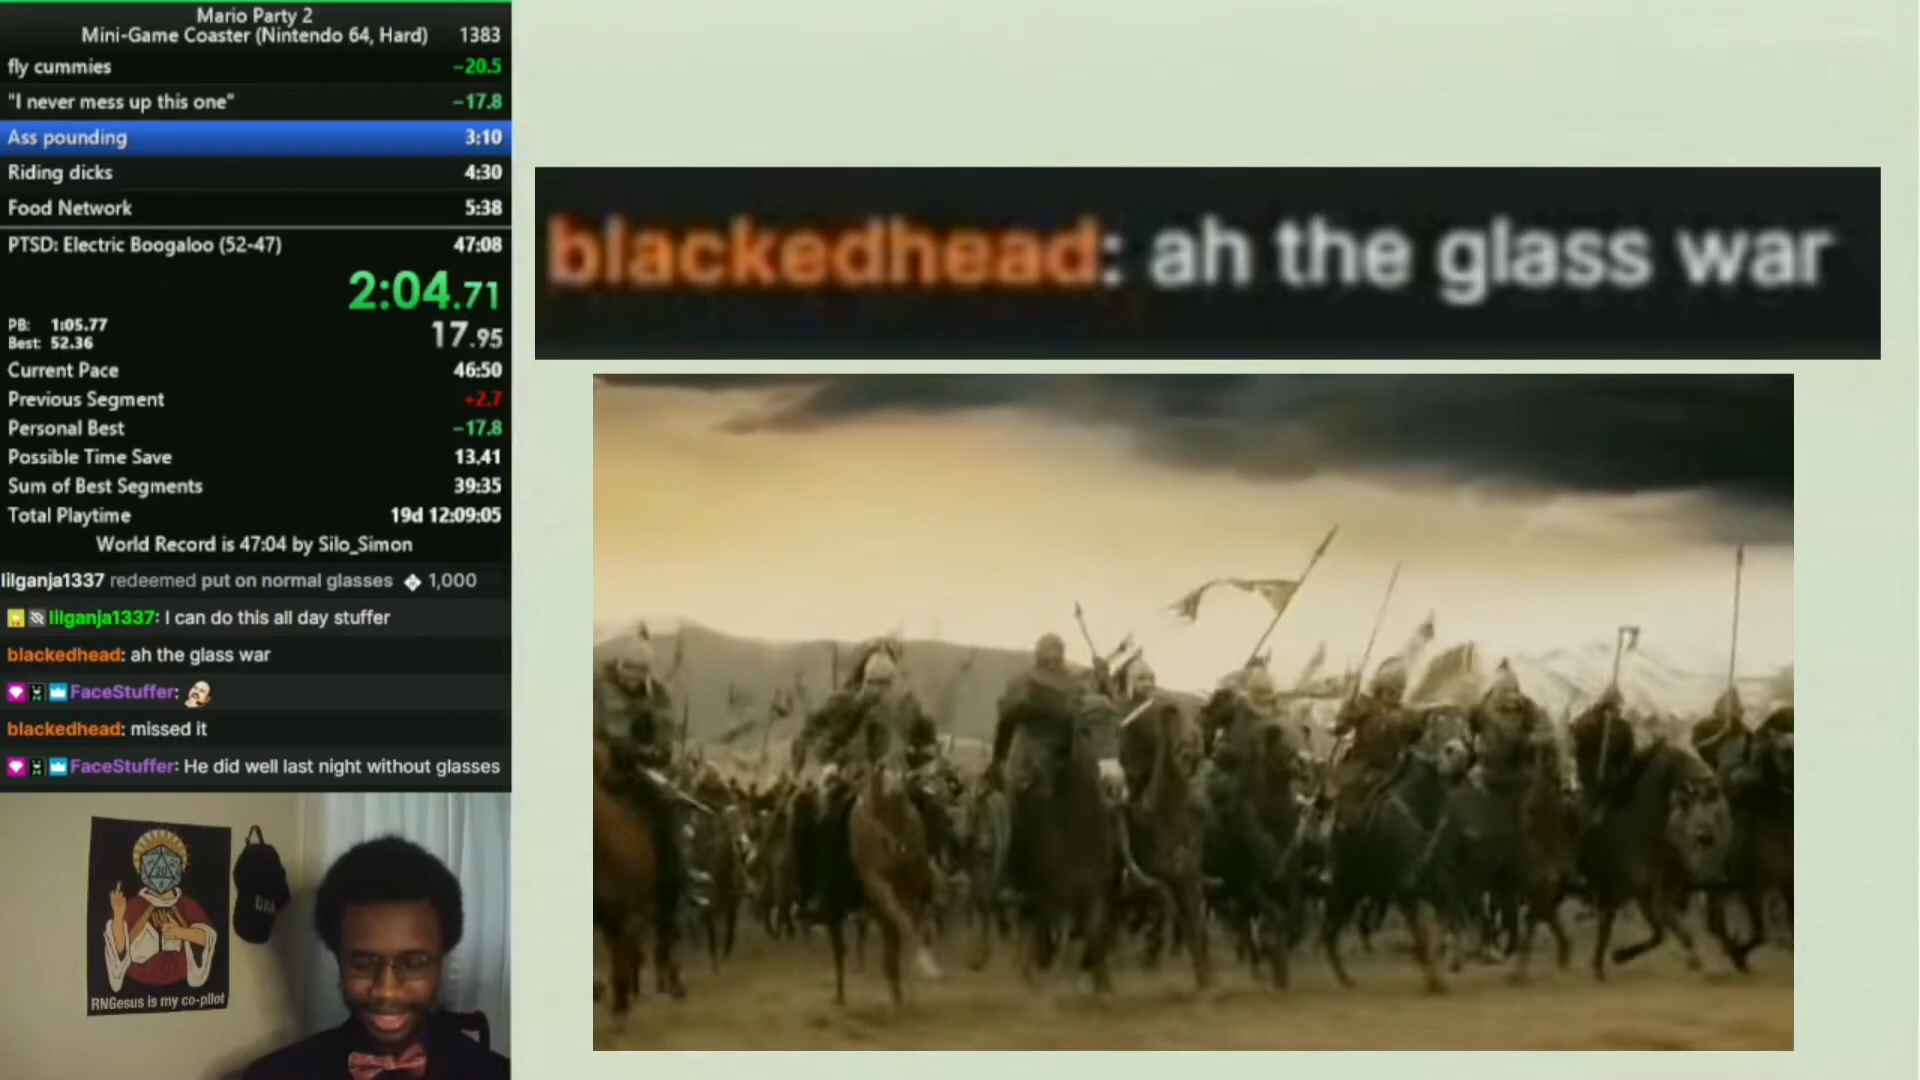 Mario Party 2
Mini-Game Coaster (Nintendo 64, Hard) 1383
fly cummies -20.5
"I never mess up this one" -17.8
Ass pounding 3:10
Riding dicks 4:30
Food Network 5:38
PTSD: Electric Boogaloo (52-47) 47:08
2:04.71
PB: 1:05.77
Best: 52.36
17.95
Current Pace 46:50
Previous Segment +2.7
Personal Best -17.8
Possible Time Save 13.41
Sum of Best Segments 39:35
Total Playtime 19d 12:09:05
World Record is 47:04 by Silo_Simon
lilganja1337 redeemed put on normal glasses 1,000
lilganja1337: I can do this all day stuffer
blackedhead: ah the glass war
FaceStuffer:
blackedhead: missed it
FaceStuffer: He did well last night without glasses
blackedhead: ah the glass war
20
RNGesus is my co-pilot